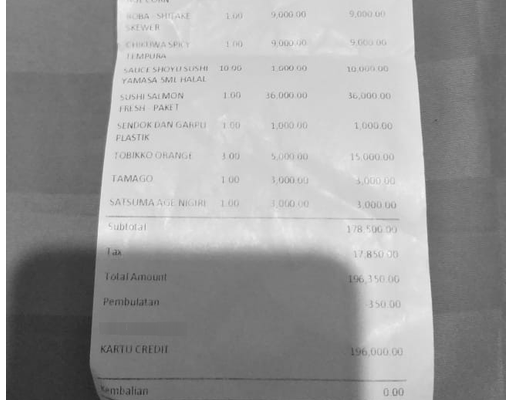 ROBA - SHITAKE 1.00 9,000.00 9,000.00
SKEWER
CHIKUWA SPICY 1.00 9,000.00 9,000.00
TEMPURA
SAUCE SHOYU SUSHI 10.00 1,000.00 10,000.00
YAMASA SML HALAL
SUSHI SALMON 1.00 36,000.00 36,000.00
FRESH - PAKET
SENDOK DAN GARPU 1.00 1,000.00 1,000.00
PLASTIK
TOBIKKO ORANGE 3.00 5,000.00 15,000.00
TAMAGO 1.00 3,000.00 3,000.00
SATSUMA AGE NIGIRI 1.00 3,000.00 3,000.00
Subtotal 178,500.00
Tax 17,850.00
Total Amount 196,350.00
Pembulatan -350.00
KARTU CREDIT 196,000.00
Kembalian 0.00